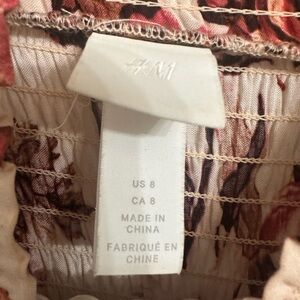 H&M
US 8
CA 8
MADE IN
CHINA
FABRIQUÉ EN
CHINE